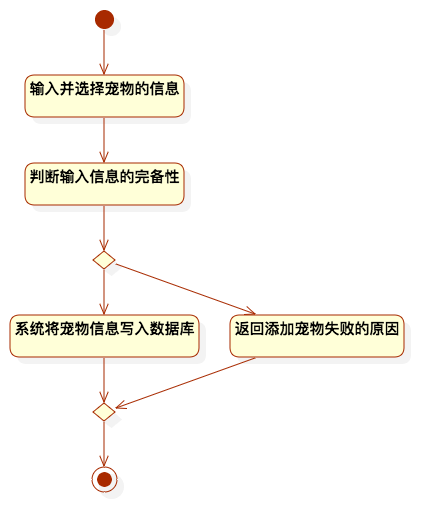 输入并选择宠物的信息
判断输入信息的完备性
系统将宠物信息写入数据库
返回添加宠物失败的原因